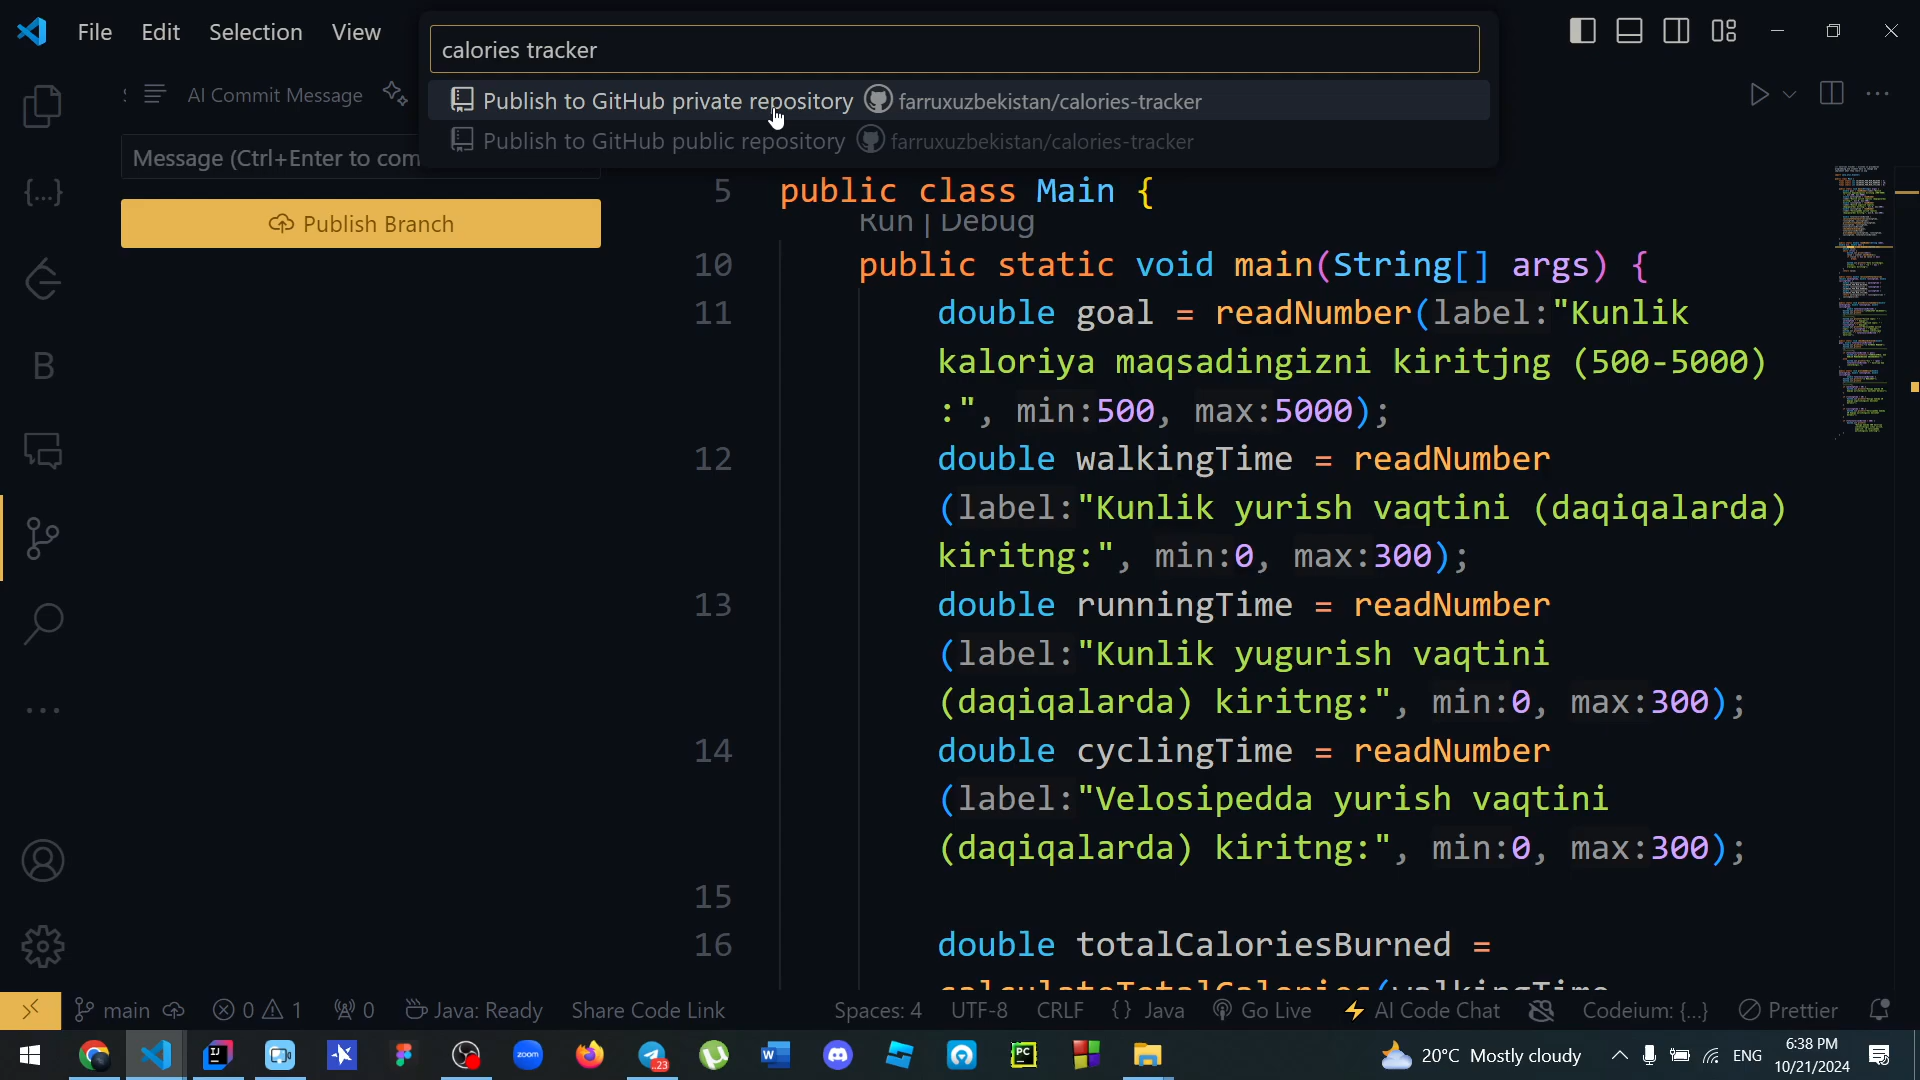 File Edit Selection View
calories tracker
AI Commit Message
Publish to GitHub private repository farruxuzbekistan/calories-tracker
Publish to GitHub public repository farruxuzbekistan/calories-tracker
Message (Ctrl+Enter to com
Publish Branch
5 public class Main {
Run | Debug
10 public static void main(String[] args) {
11 double goal = readNumber(label:"Kunlik
kaloriya maqsadingizni kiritjng (500-5000)
:", min:500, max:5000);
12 double walkingTime = readNumber
(label:"Kunlik yurish vaqtini (daqiqalarda)
kiritng:", min:0, max:300);
13 double runningTime = readNumber
(label:"Kunlik yugurish vaqtini
(daqiqalarda) kiritng:", min:0, max:300);
14 double cyclingTime = readNumber
(label:"Velosipedda yurish vaqtini
(daqiqalarda) kiritng:", min:0, max:300);
15
16 double totalCaloriesBurned =
calculateTotalCalories(walkingTime
main 0 1 0 Java: Ready Share Code Link Spaces: 4 UTF-8 CRLF {} Java Go Live AI Code Chat Codeium: {...} Prettier
zoom 23 W PC 20°C Mostly cloudy ENG 6:38 PM
10/21/2024